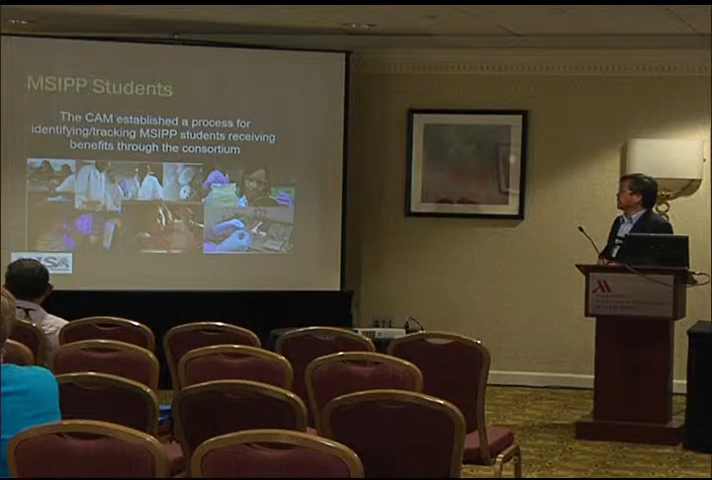 MSIPP Students
The CAM established a process for
identifying/tracking MSIPP students receiving
benefits through the consortium